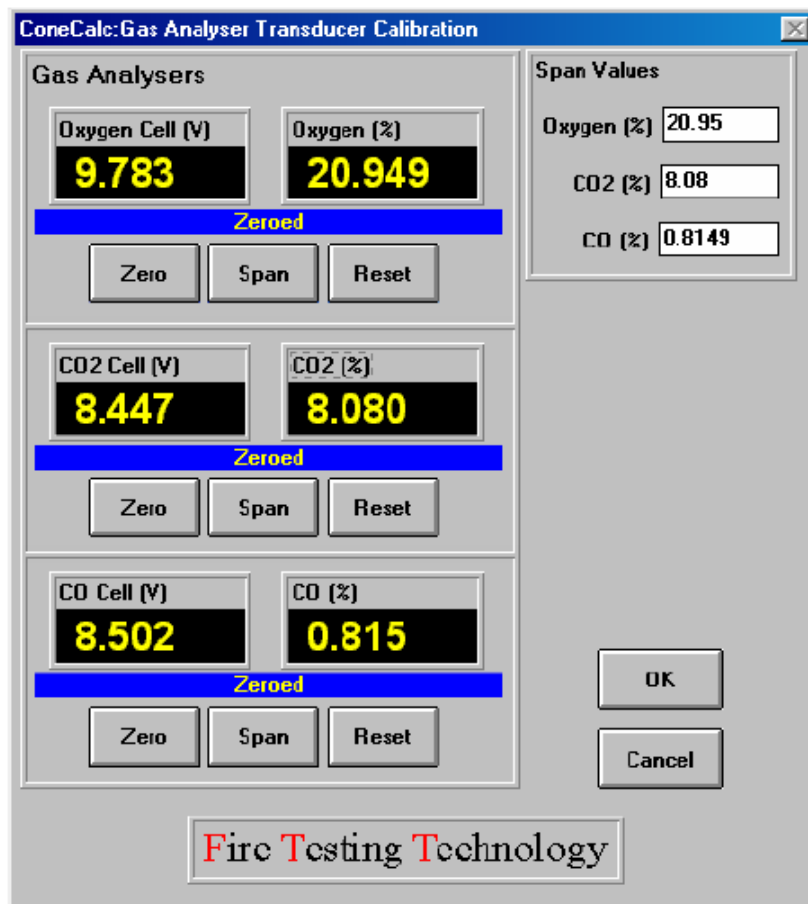 ConeCalc:Gas Analyser Transducer Calibration
Gas Analysers
Oxygen Cell (V)
Oxygen (%)
9.783
20.949
Zeroed
Zero
Span
Reset
CO2 Cell (V)
CO2 (%)
8.447
8.080
Zeroed
Zero
Span
Reset
CO Cell (V)
CO (%)
8.502
0.815
Zeroed
Zero
Span
Reset
Span Values
Oxygen (%) 20.95
CO2 (%) 8.08
CO (%) 0.8149
OK
Cancel
Fire Testing Technology